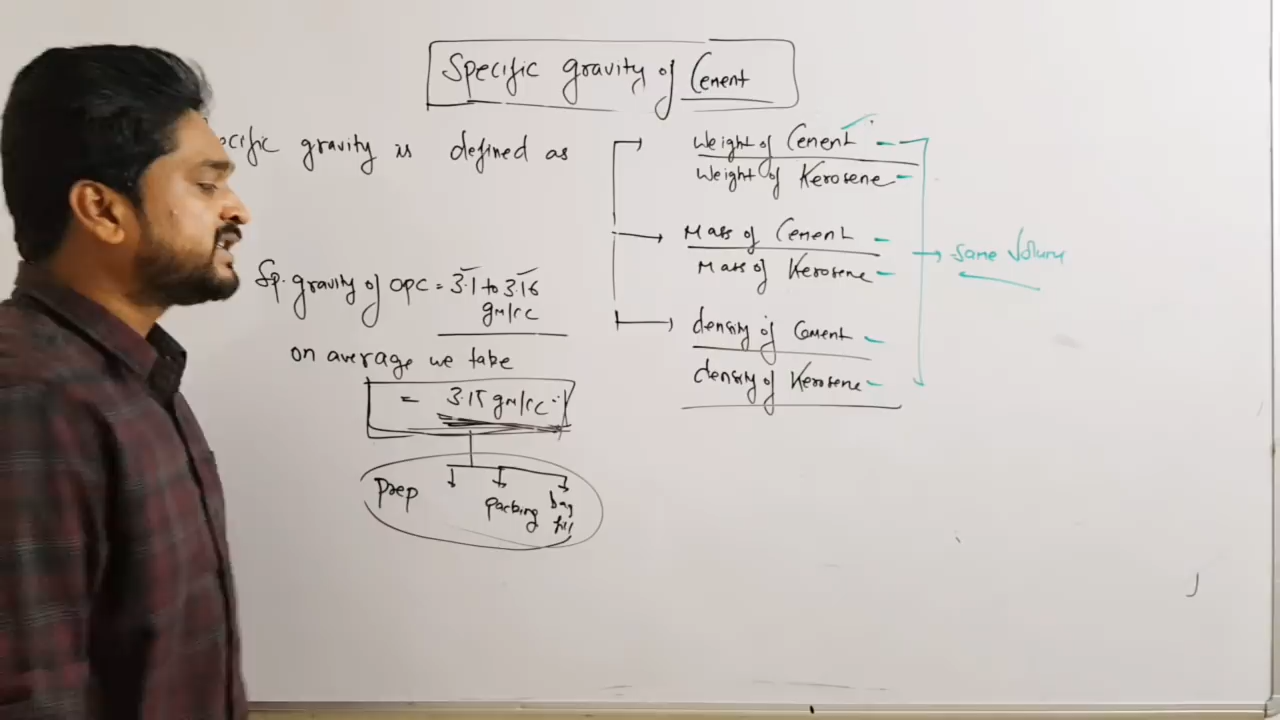 Specific gravity of Cement
ecific gravity is defined as
Weight of Cement
Weight of Kerosene
Mass of Cement
Mass of Kerosene
density of Cement
density of Kerosene
same Volume
Sp. gravity of OPC = 3.1 to 3.16
gm/cc
on average we take
= 3.15 gm/cc
prep
packing
bag